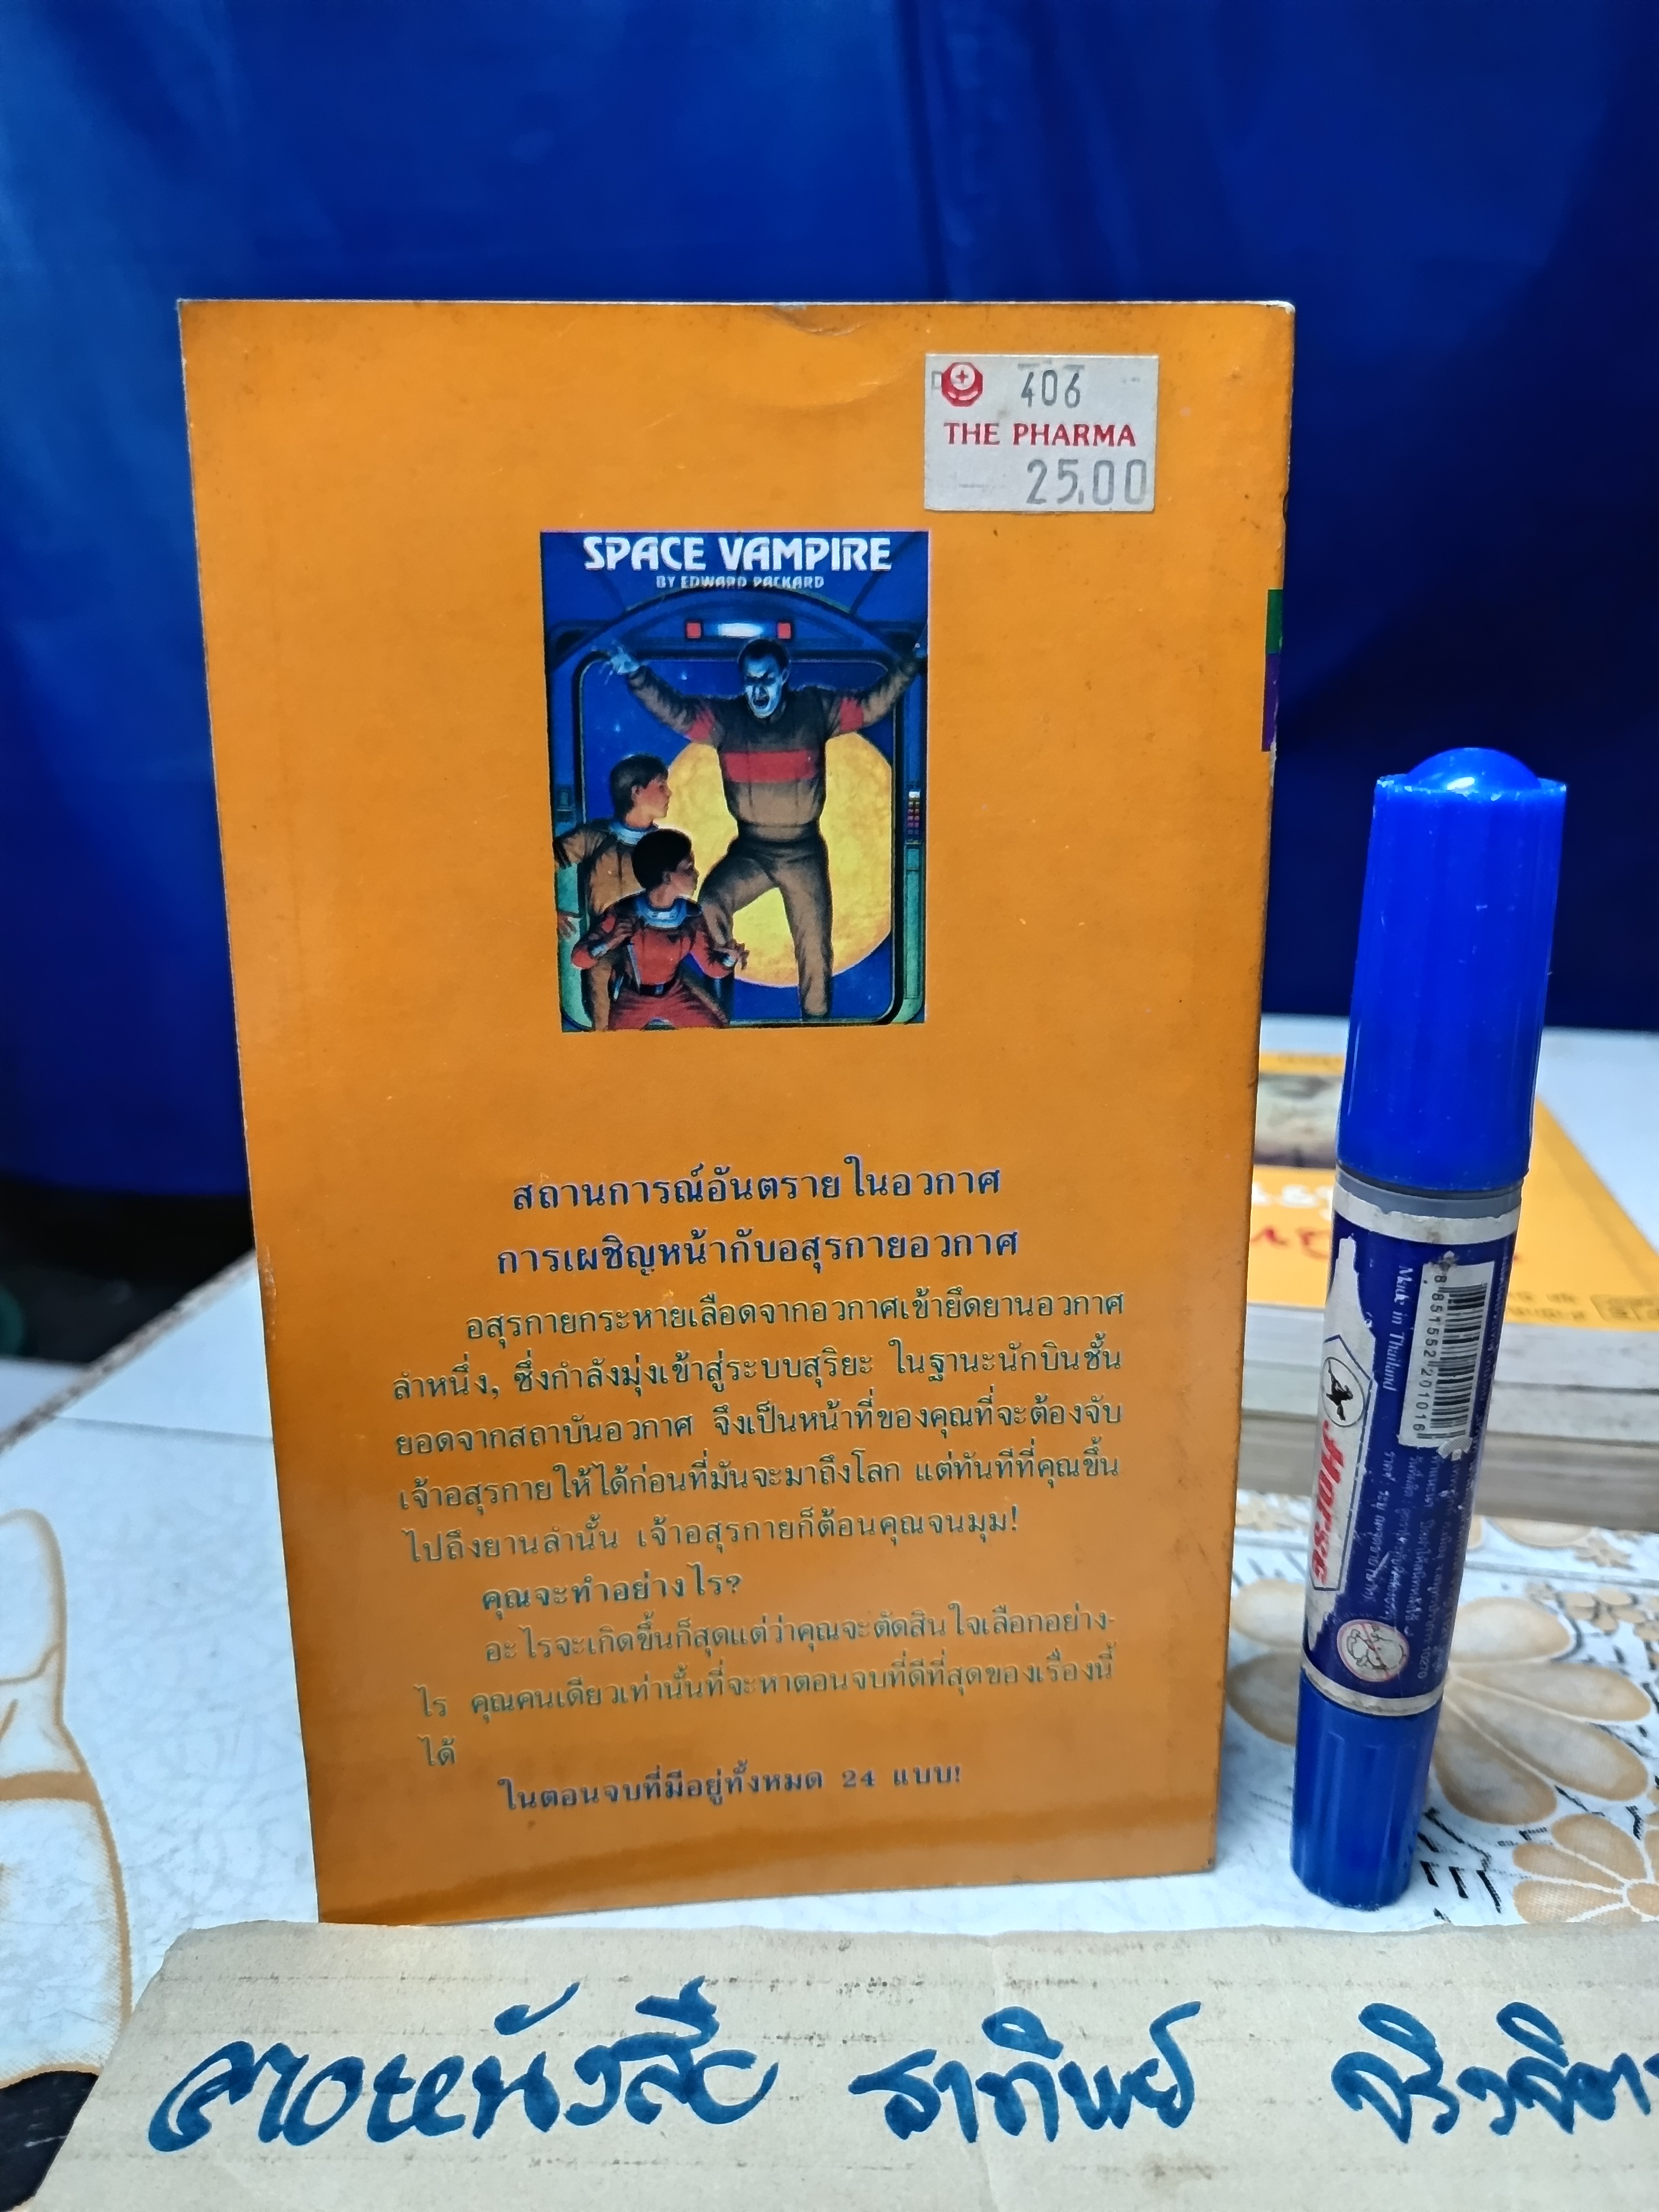 406
THE PHARMA
25.00
SPACE VAMPIRE
BY EDWARD PACKARD
สถานการณ์อันตรายในอวกาศ
การเผชิญหน้ากับอสุรกายอวกาศ
อสุรกายกระหายเลือดจากอวกาศเข้ายึดยานอวกาศ
ลำหนึ่ง, ซึ่งกำลังมุ่งเข้าสู่ระบบสุริยะ ในฐานะนักบินชั้น
ยอดจากสถาบันอวกาศ จึงเป็นหน้าที่ของคุณที่จะต้องจับ
เจ้าอสุรกายให้ได้ก่อนที่มันจะมาถึงโลก แต่ทันทีที่คุณขึ้น
ไปถึงยานลำนั้น เจ้าอสุรกายก็ต้อนคุณจนมุม!
คุณจะทำอย่างไร?
อะไรจะเกิดขึ้นก็สุดแต่ว่าคุณจะตัดสินใจเลือกอย่าง-
ไร คุณคนเดียวเท่านั้นที่จะหาตอนจบที่ดีที่สุดของเรื่องนี้
ได้
ในตอนจบที่มีอยู่ทั้งหมด 24 แบบ!
Made in Thailand
8 851552 201016
Horse
ธาทิพย์